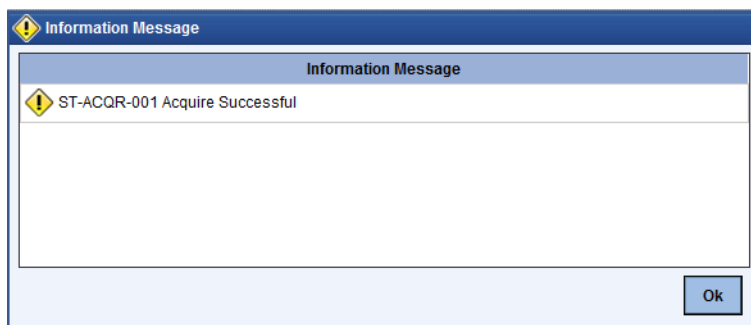 Information Message
Information Message
ST-ACQR-001 Acquire Successful
Ok